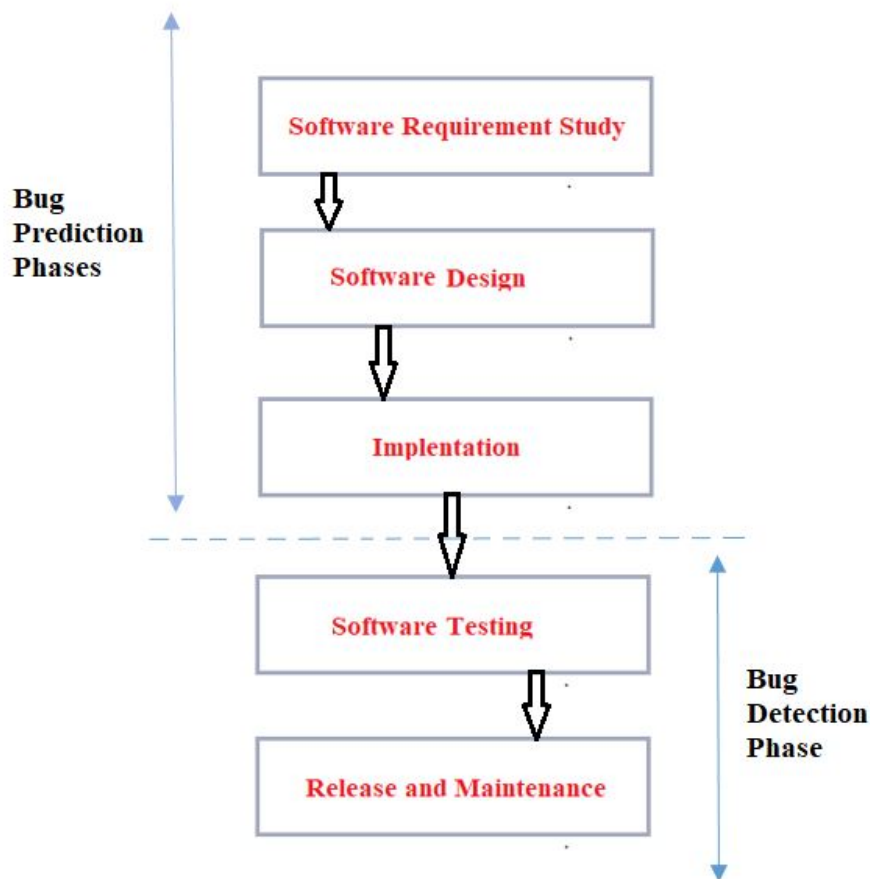 Software Requirement Study
Bug
Prediction
Phases
Software Design
Implentation
Software Testing
Bug
Detection
Phase
Release and Maintenance